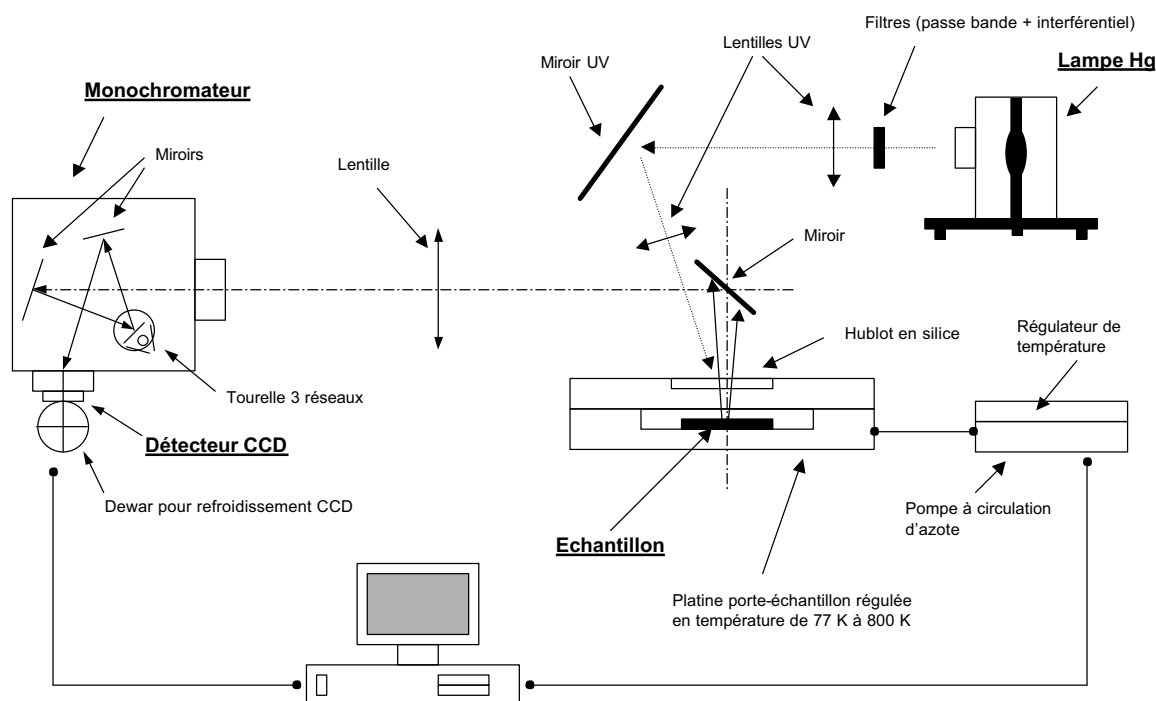 Filtres (passe bande + interférentiel)
Lentilles UV
Lampe Hg
Miroir UV
Monochromateur
Miroirs
Lentille
Miroir
Hublot en silice
Régulateur de
température
Tourelle 3 réseaux
Détecteur CCD
Dewar pour refroidissement CCD
Echantillon
Pompe à circulation
d'azote
Platine porte-échantillon régulée
en température de 77 K à 800 K